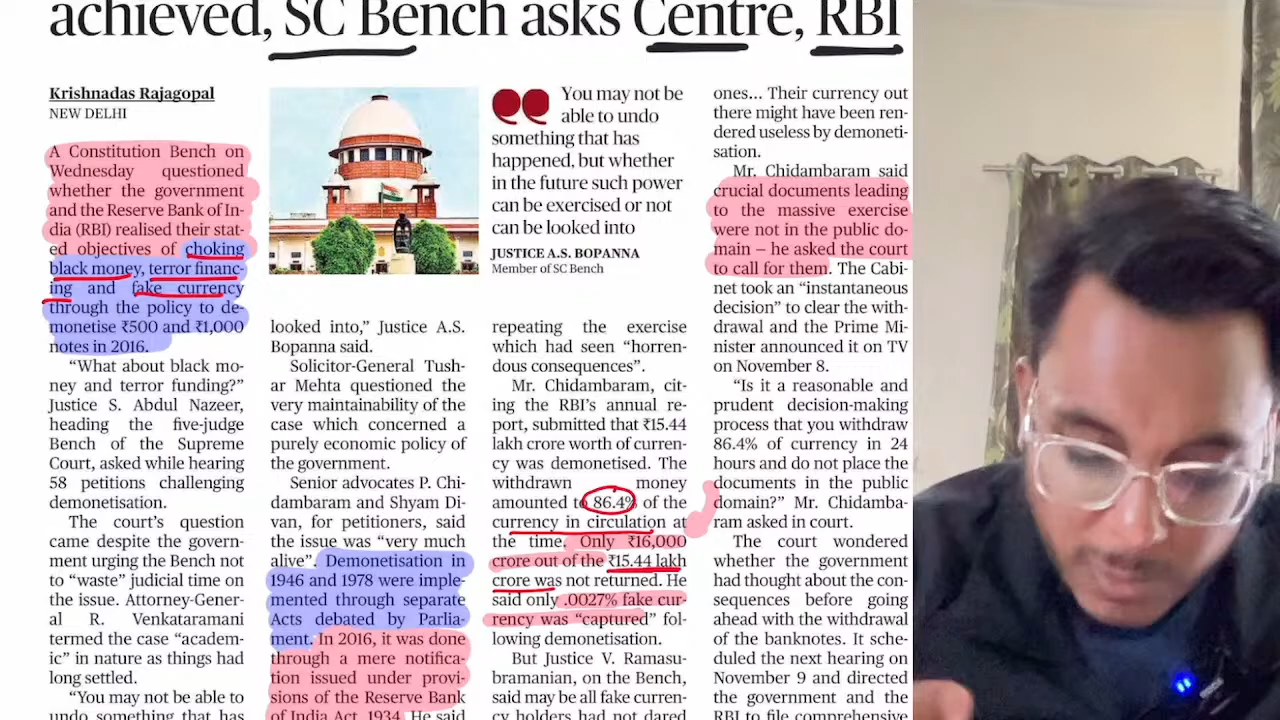 achieved, SC Bench asks Centre, RBI
Krishnadas Rajagopal
NEW DELHI
A Constitution Bench on
Wednesday questioned
whether the government
and the Reserve Bank of In-
dia (RBI) realised their stat-
ed objectives of choking
black money, terror financ-
ing and fake currency
through the policy to de-
monetise ₹500 and ₹1,000
notes in 2016.
“What about black mo-
ney and terror funding?”
Justice S. Abdul Nazeer,
heading the five-judge
Bench of the Supreme
Court, asked while hearing
58 petitions challenging
demonetisation.
The court’s question
came despite the govern-
ment urging the Bench not
to “waste” judicial time on
the issue. Attorney-Gener-
al R. Venkataramani
termed the case “academ-
ic” in nature as things had
long settled.
“You may not be able to
undo something that has
looked into,” Justice A.S.
Bopanna said.
Solicitor-General Tush-
ar Mehta questioned the
very maintainability of the
case which concerned a
purely economic policy of
the government.
Senior advocates P. Chi-
dambaram and Shyam Di-
van, for petitioners, said
the issue was “very much
alive”. Demonetisation in
1946 and 1978 were imple-
mented through separate
Acts debated by Parlia-
ment. In 2016, it was done
through a mere notifica-
tion issued under provi-
sions of the Reserve Bank
of India Act, 1934. He said
You may not be
able to undo
something that has
happened, but whether
in the future such power
can be exercised or not
can be looked into
JUSTICE A.S. BOPANNA
Member of SC Bench
repeating the exercise
which had seen “horren-
dous consequences”.
Mr. Chidambaram, cit-
ing the RBI’s annual re-
port, submitted that ₹15.44
lakh crore worth of curren-
cy was demonetised. The
withdrawn money
amounted to 86.4% of the
currency in circulation at
the time. Only ₹16,000
crore out of the ₹15.44 lakh
crore was not returned. He
said only .0027% fake cur-
rency was “captured” fol-
lowing demonetisation.
But Justice V. Ramasu-
bramanian, on the Bench,
said may be all fake curren-
cy holders had not dared
ones... Their currency out
there might have been ren-
dered useless by demoneti-
sation.
Mr. Chidambaram said
crucial documents leading
to the massive exercise
were not in the public do-
main – he asked the court
to call for them. The Cabi-
net took an “instantaneous
decision” to clear the with-
drawal and the Prime Mi-
nister announced it on TV
on November 8.
“Is it a reasonable and
prudent decision-making
process that you withdraw
86.4% of currency in 24
hours and do not place the
documents in the public
domain?” Mr. Chidamba-
ram asked in court.
The court wondered
whether the government
had thought about the con-
sequences before going
ahead with the withdrawal
of the banknotes. It sche-
duled the next hearing on
November 9 and directed
the government and the
RBI to file comprehensive